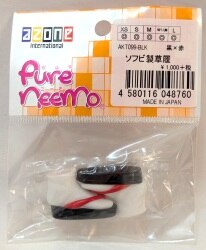 azone
international
XS S M M/L L
AKT099-BLK 黒×赤
ソフビ製草履
¥1,000+税
4 580116 048760
MADE IN JAPAN
Pure
Neemo